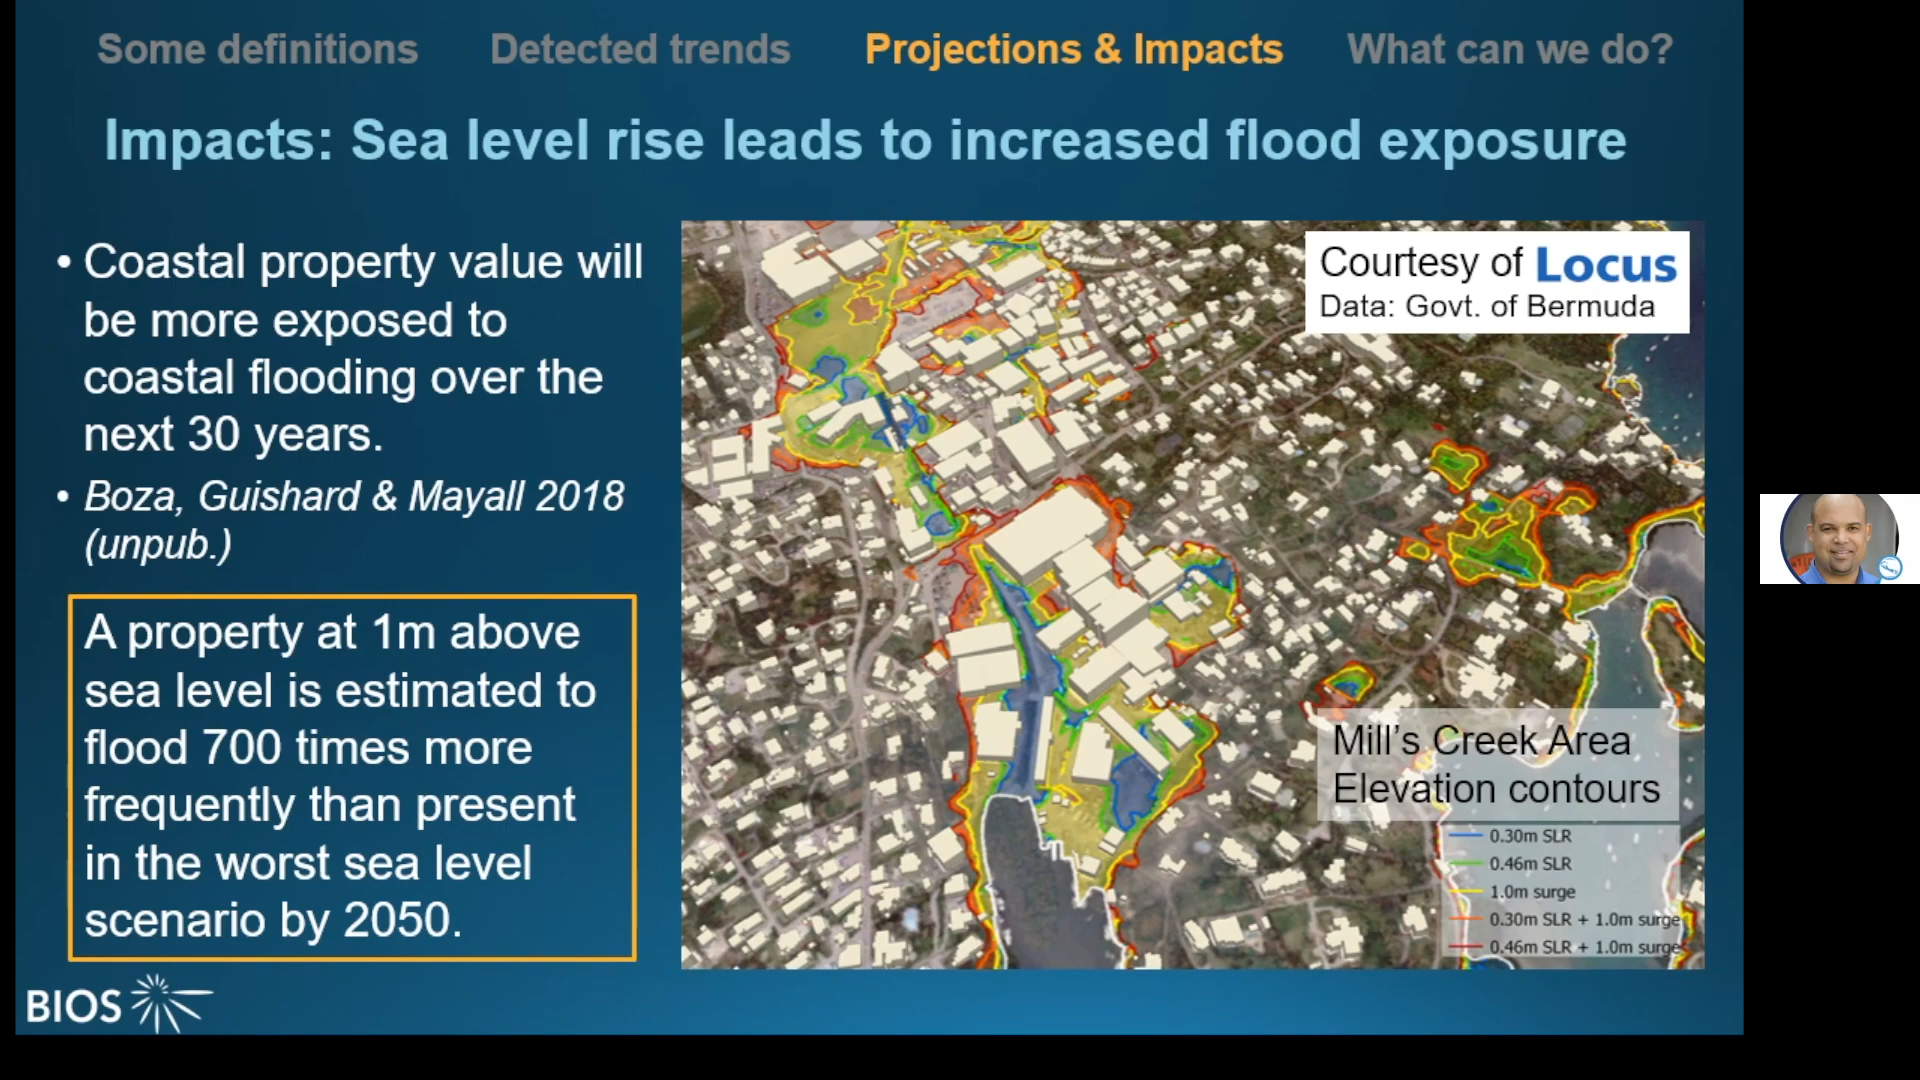 Some definitions Detected trends Projections & Impacts What can we do?
Impacts: Sea level rise leads to increased flood exposure
• Coastal property value will
be more exposed to
coastal flooding over the
next 30 years.
• Boza, Guishard & Mayall 2018
(unpub.)
A property at 1m above
sea level is estimated to
flood 700 times more
frequently than present
in the worst sea level
scenario by 2050.
BIOS
Courtesy of Locus
Data: Govt. of Bermuda
Mill's Creek Area
Elevation contours
0.30m SLR
0.46m SLR
1.0m surge
0.30m SLR + 1.0m surge
0.46m SLR + 1.0m surge